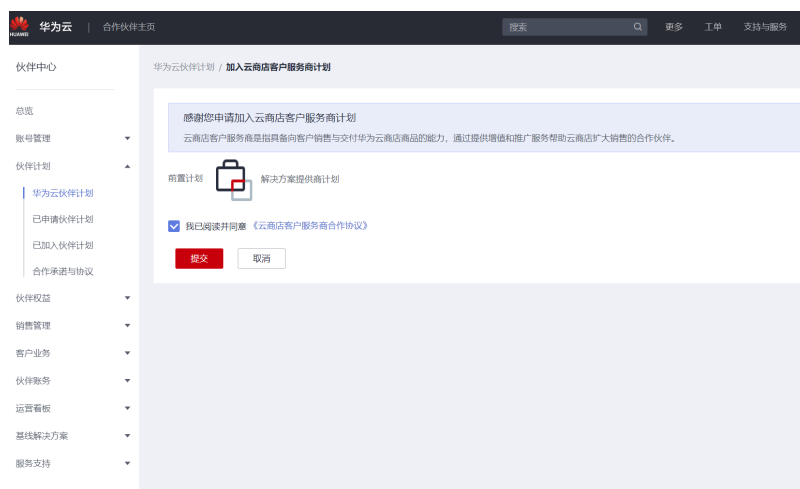 HUAWEI 华为云 | 合作伙伴主页 搜索 更多 工单 支持与服务
伙伴中心
总览
账号管理
伙伴计划
华为云伙伴计划
已申请伙伴计划
已加入伙伴计划
合作承诺与协议
伙伴权益
销售管理
客户业务
伙伴账务
运营看板
基线解决方案
服务支持
华为云伙伴计划 / 加入云商店客户服务商计划
感谢您申请加入云商店客户服务商计划
云商店客户服务商是指具备向客户销售与交付华为云商店商品的能力，通过提供增值和推广服务帮助云商店扩大销售的合作伙伴。
前置计划 解决方案提供商计划
我已阅读并同意 《云商店客户服务商合作协议》
提交 取消